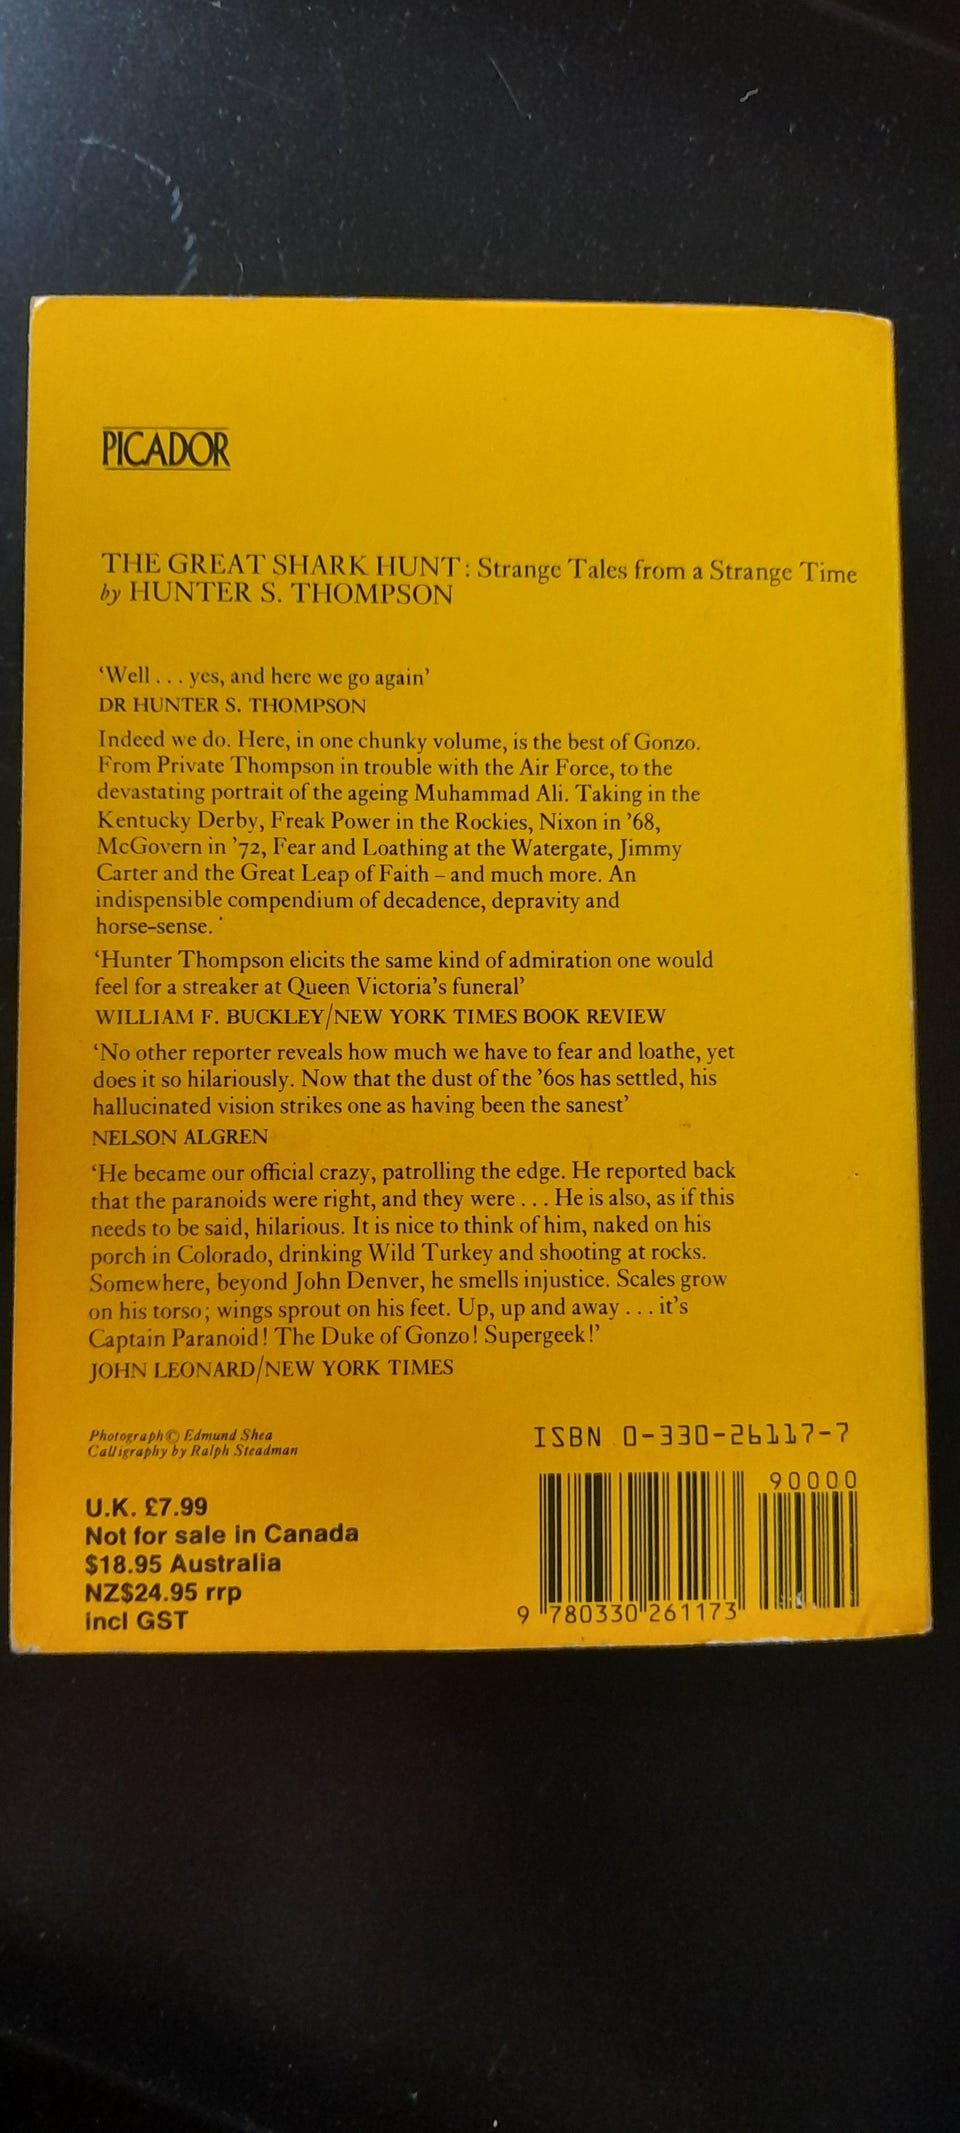 PICADOR
THE GREAT SHARK HUNT: Strange Tales from a Strange Time
by HUNTER S. THOMPSON
‘Well . . . yes, and here we go again’
DR HUNTER S. THOMPSON
Indeed we do. Here, in one chunky volume, is the best of Gonzo.
From Private Thompson in trouble with the Air Force, to the
devastating portrait of the ageing Muhammad Ali. Taking in the
Kentucky Derby, Freak Power in the Rockies, Nixon in ’68,
McGovern in ’72, Fear and Loathing at the Watergate, Jimmy
Carter and the Great Leap of Faith – and much more. An
indispensible compendium of decadence, depravity and
horse-sense.
‘Hunter Thompson elicits the same kind of admiration one would
feel for a streaker at Queen Victoria’s funeral’
WILLIAM F. BUCKLEY/NEW YORK TIMES BOOK REVIEW
‘No other reporter reveals how much we have to fear and loathe, yet
does it so hilariously. Now that the dust of the ’60s has settled, his
hallucinated vision strikes one as having been the sanest’
NELSON ALGREN
‘He became our official crazy, patrolling the edge. He reported back
that the paranoids were right, and they were . . . He is also, as if this
needs to be said, hilarious. It is nice to think of him, naked on his
porch in Colorado, drinking Wild Turkey and shooting at rocks.
Somewhere, beyond John Denver, he smells injustice. Scales grow
on his torso; wings sprout on his feet. Up, up and away . . . it’s
Captain Paranoid! The Duke of Gonzo! Supergeek!’
JOHN LEONARD/NEW YORK TIMES
Photograph © Edmund Shea
Calligraphy by Ralph Steadman
U.K. £7.99
Not for sale in Canada
$18.95 Australia
NZ$24.95 rrp
incl GST
ISBN 0-330-26117-7
90000
9 780330 261173